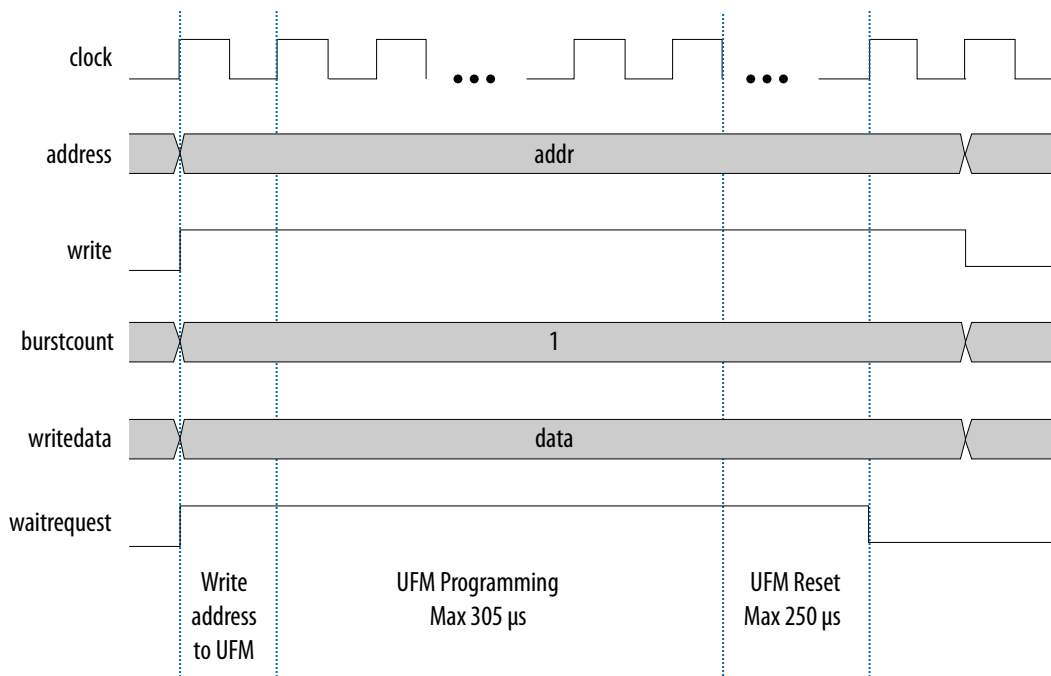 clock
address
addr
write
burstcount
1
writedata
data
waitrequest
Write
address
to UFM
UFM Programming
Max 305 µs
UFM Reset
Max 250 µs